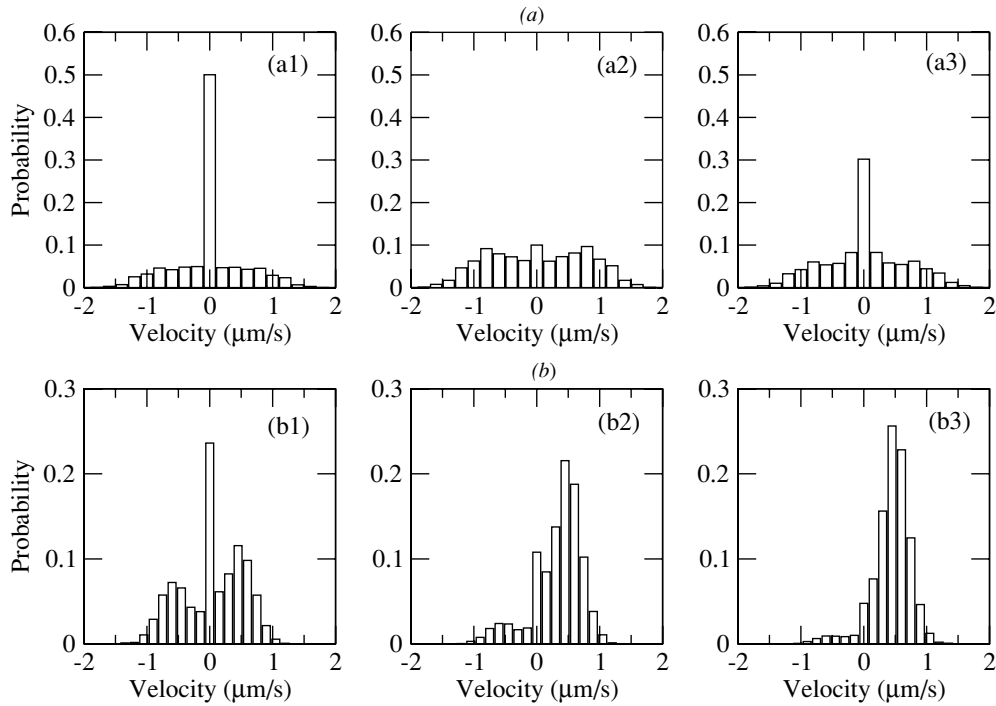 (a)
0.6 0.5 0.4 0.3 0.2 0.1 0
Probability
(a1)
-2 -1 0 1 2
Velocity (μm/s)
0.6 0.5 0.4 0.3 0.2 0.1 0
(a2)
-2 -1 0 1 2
Velocity (μm/s)
0.6 0.5 0.4 0.3 0.2 0.1 0
(a3)
-2 -1 0 1 2
Velocity (μm/s)
(b)
0.3 0.2 0.1 0
Probability
(b1)
-2 -1 0 1 2
Velocity (μm/s)
0.3 0.2 0.1 0
(b2)
-2 -1 0 1 2
Velocity (μm/s)
0.3 0.2 0.1 0
(b3)
-2 -1 0 1 2
Velocity (μm/s)